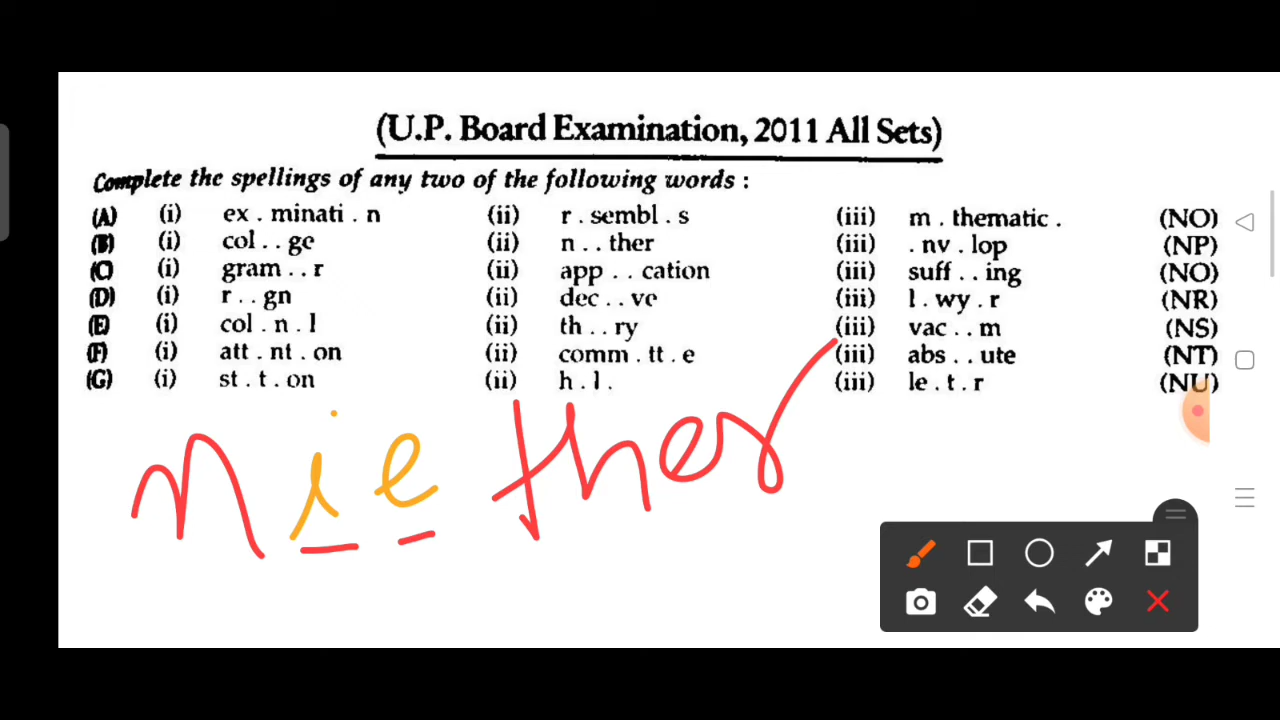 (U.P. Board Examination, 2011 All Sets)
Complete the spellings of any two of the following words :
(A) (i) ex . minati . n (ii) r . sembl . s (iii) m . thematic . (NO)
(B) (i) col . . ge (ii) n . . ther (iii) . nv . lop (NP)
(C) (i) gram . . r (ii) app . . cation (iii) suff . . ing (NO)
(D) (i) r . . gn (ii) dec . . ve (iii) l . wy . r (NR)
(E) (i) col . n . l (ii) th . . ry (iii) vac . . m (NS)
(F) (i) att . nt . on (ii) comm . tt . e (iii) abs . . ute (NT)
(G) (i) st . t . on (ii) h . l . (iii) le . t . r (NU)
niether